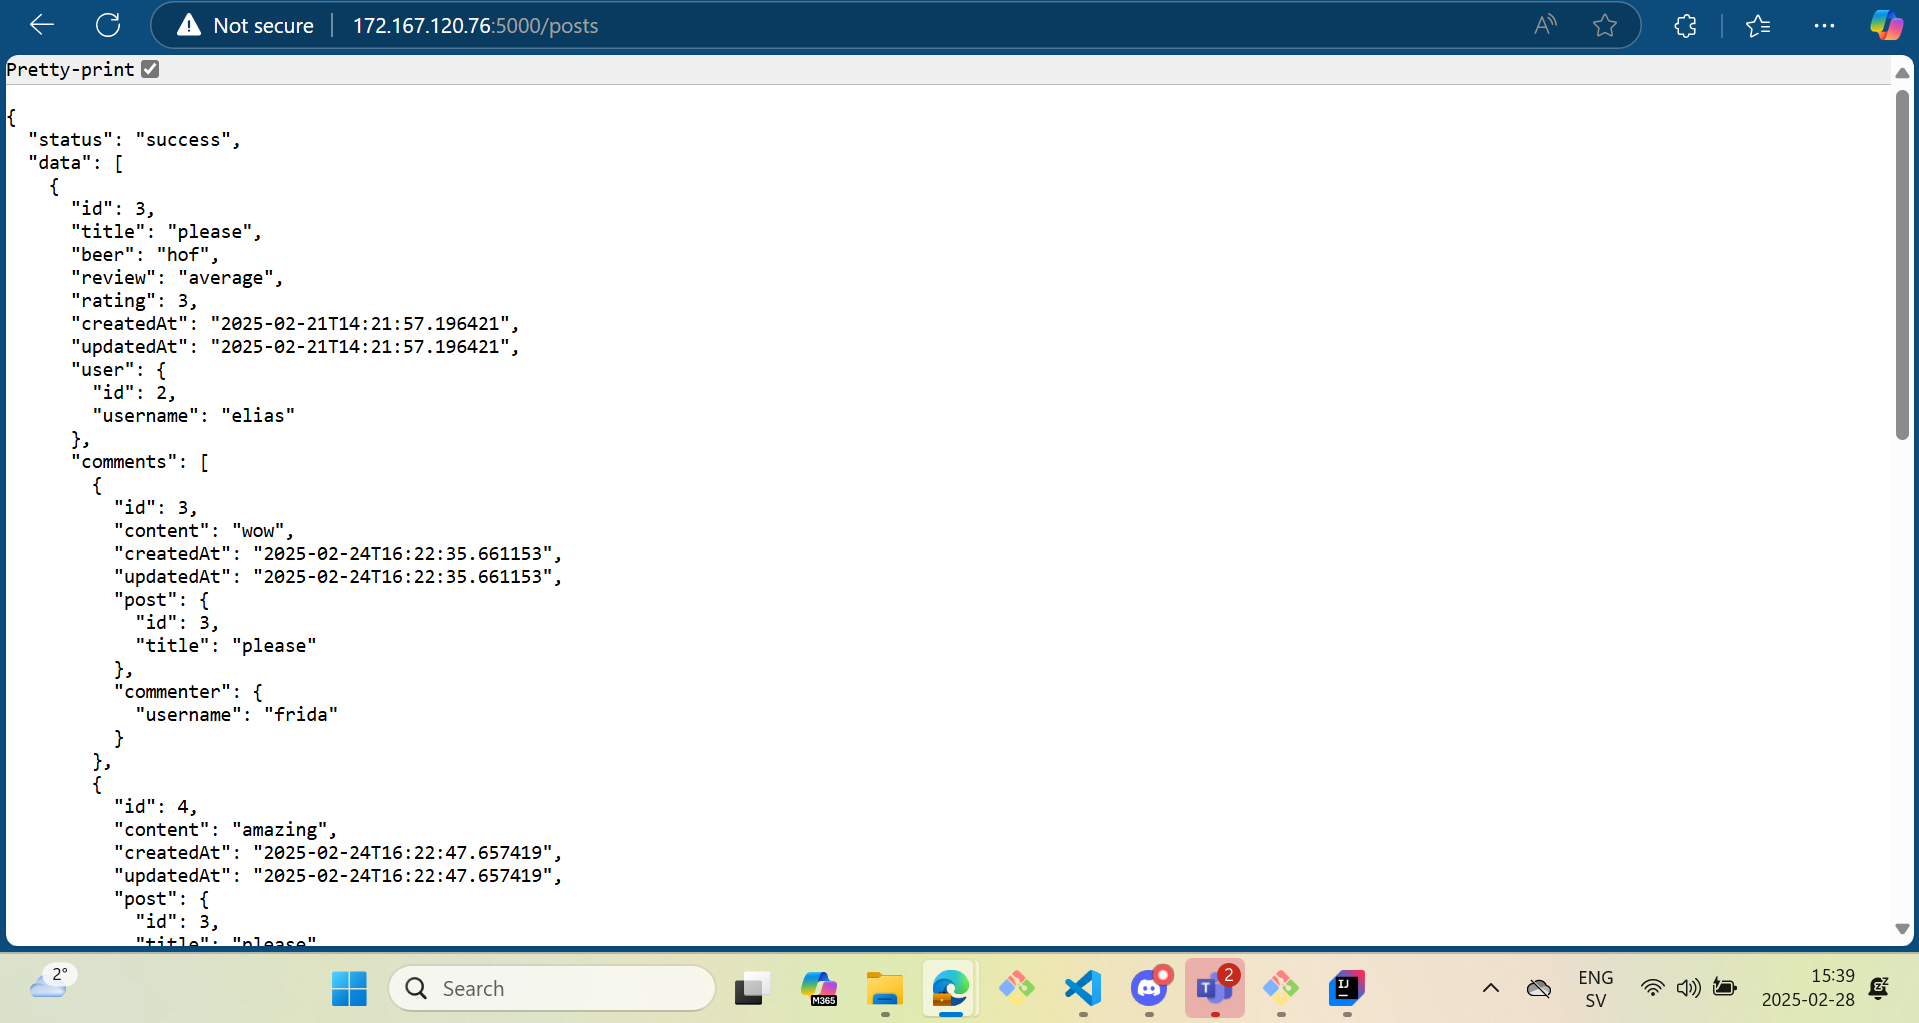 Not secure 172.167.120.76:5000/posts
Pretty-print
{
"status": "success",
"data": [
{
"id": 3,
"title": "please",
"beer": "hof",
"review": "average",
"rating": 3,
"createdAt": "2025-02-21T14:21:57.196421",
"updatedAt": "2025-02-21T14:21:57.196421",
"user": {
"id": 2,
"username": "elias"
},
"comments": [
{
"id": 3,
"content": "wow",
"createdAt": "2025-02-24T16:22:35.661153",
"updatedAt": "2025-02-24T16:22:35.661153",
"post": {
"id": 3,
"title": "please"
},
"commenter": {
"username": "frida"
}
},
{
"id": 4,
"content": "amazing",
"createdAt": "2025-02-24T16:22:47.657419",
"updatedAt": "2025-02-24T16:22:47.657419",
"post": {
"id": 3,
"title": "please"
2°
Search
M365
T
2
IJ
ENG
SV
15:39
2025-02-28